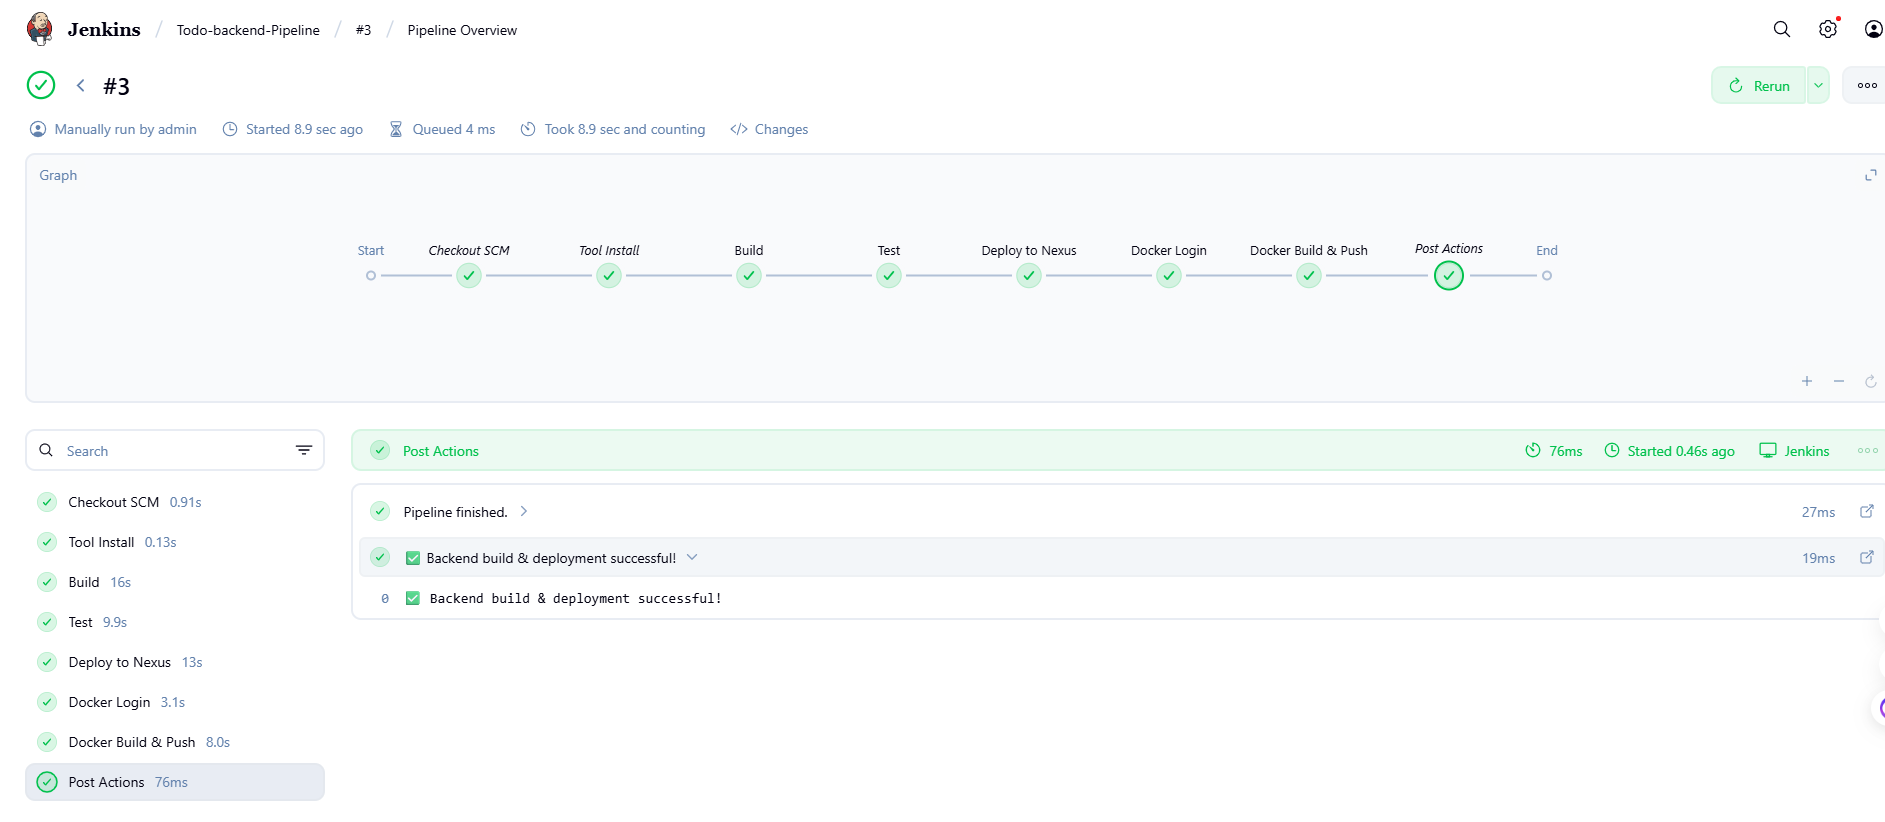 Jenkins / Todo-backend-Pipeline / #3 / Pipeline Overview
#3
Rerun
Manually run by admin Started 8.9 sec ago Queued 4 ms Took 8.9 sec and counting </> Changes
Graph
Start Checkout SCM Tool Install Build Test Deploy to Nexus Docker Login Docker Build & Push Post Actions End
Search
Post Actions 76ms Started 0.46s ago Jenkins
Checkout SCM 0.91s
Tool Install 0.13s
Build 16s
Test 9.9s
Deploy to Nexus 13s
Docker Login 3.1s
Docker Build & Push 8.0s
Post Actions 76ms
Pipeline finished. 27ms
✅ Backend build & deployment successful! 19ms
0 ✅ Backend build & deployment successful!